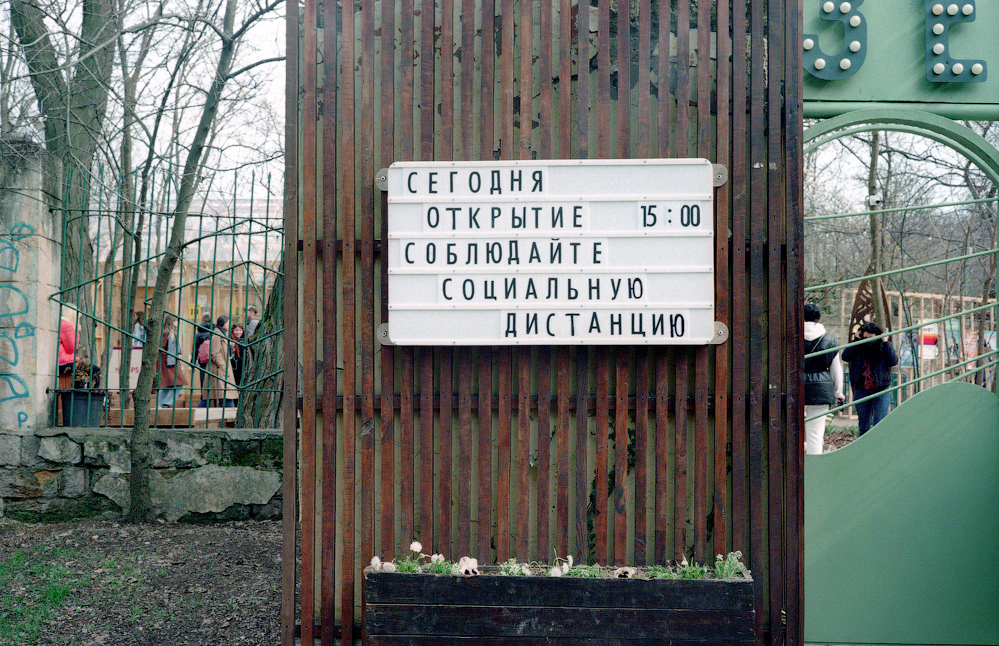 СЕГОДНЯ
ОТКРЫТИЕ 15:00
СОБЛЮДАЙТЕ
СОЦИАЛЬНУЮ
ДИСТАНЦИЮ